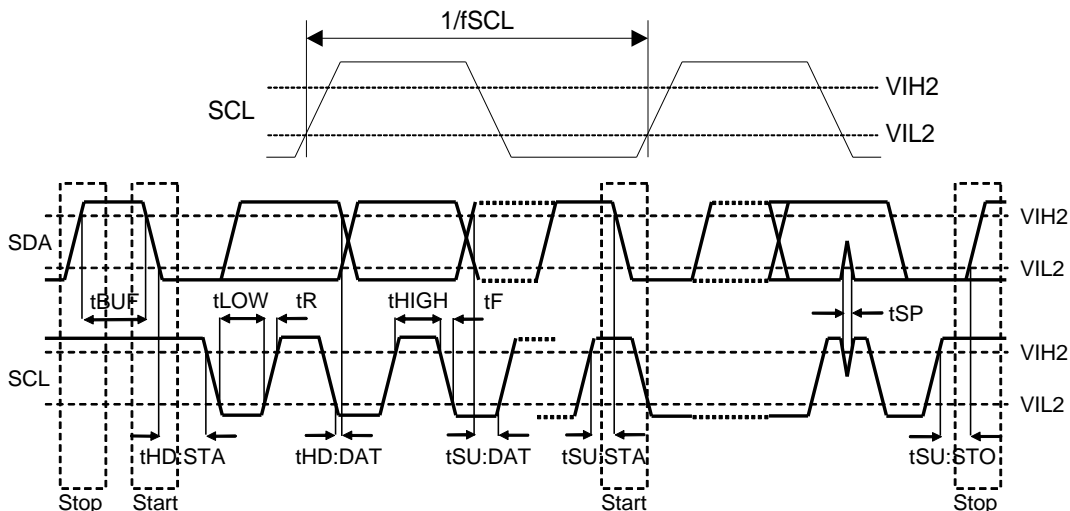 1/fSCL
SCL
VIH2
VIL2
SDA
VIH2
VIL2
tBUF
tLOW
tR
tHIGH
tF
tSP
SCL
VIH2
VIL2
tHD:STA
tHD:DAT
tSU:DAT
tSU:STA
tSU:STO
Stop
Start
Start
Stop